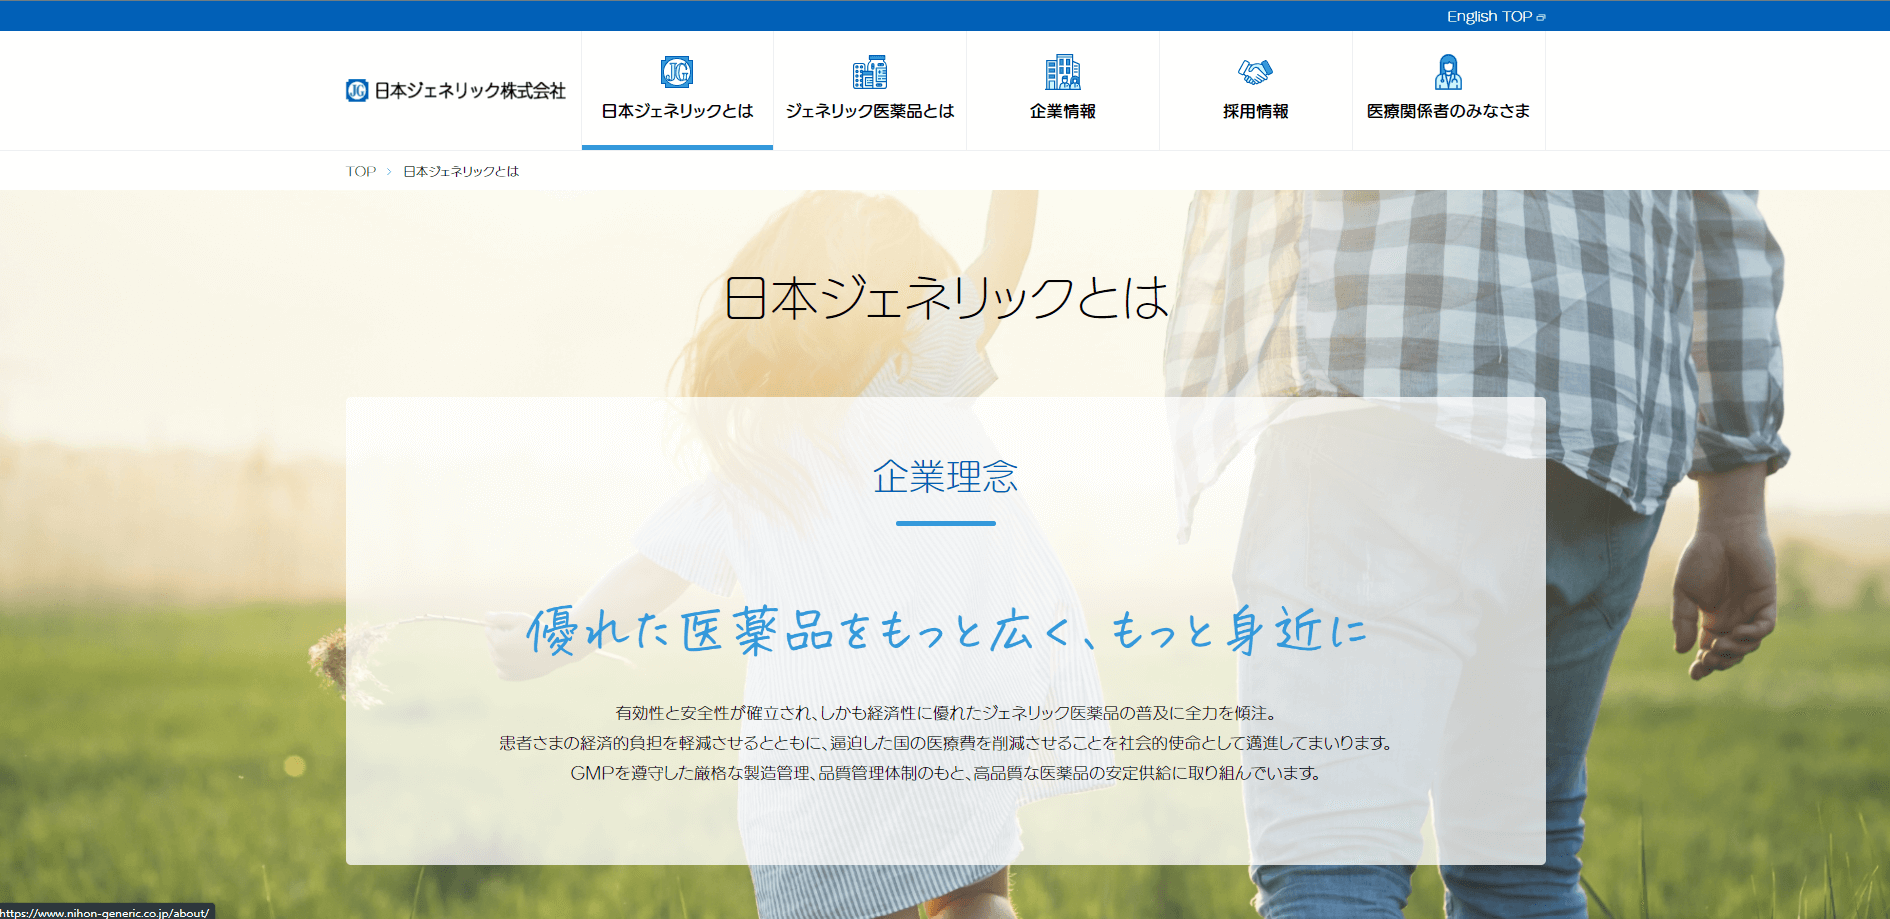 English TOP
JG 日本ジェネリック株式会社
JG
日本ジェネリックとは
ジェネリック医薬品とは
企業情報
採用情報
医療関係者のみなさま
TOP > 日本ジェネリックとは
日本ジェネリックとは
企業理念
優れた医薬品をもっと広く、もっと身近に
有効性と安全性が確立され、しかも経済性に優れたジェネリック医薬品の普及に全力を傾注。
患者さまの経済的負担を軽減させるとともに、逼迫した国の医療費を削減させることを社会的使命として邁進してまいります。
GMPを遵守した厳格な製造管理、品質管理体制のもと、高品質な医薬品の安定供給に取り組んでいます。
https://www.nihon-generic.co.jp/about/